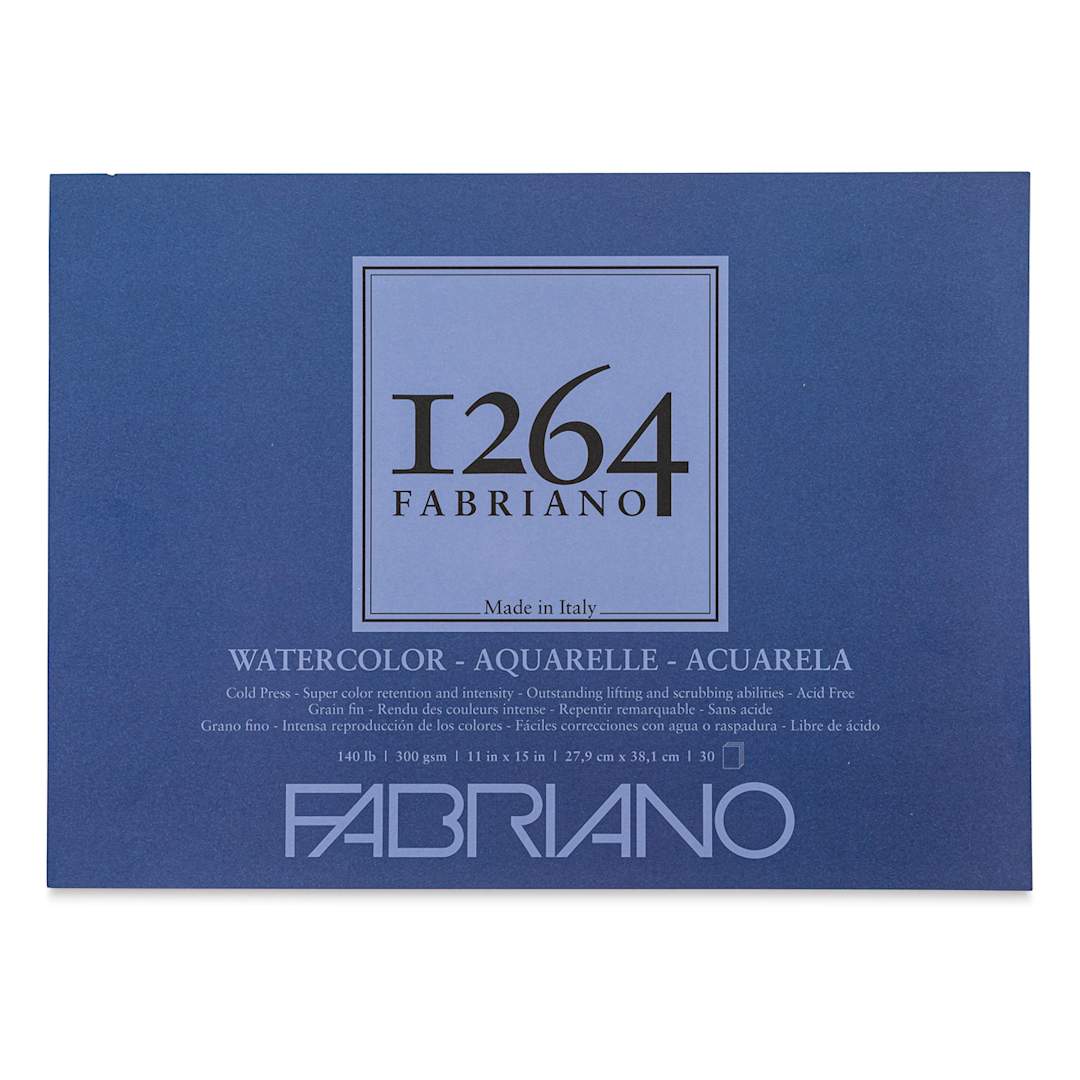 1264
FABRIANO
Made in Italy
WATERCOLOR - AQUARELLE - ACUARELA
Cold Press - Super color retention and intensity - Outstanding lifting and scrubbing abilities - Acid Free
Grain fin - Rendu des couleurs intense - Repentir remarquable - Sans acide
Grano fino - Intensa reproducción de los colores - Fáciles correcciones con agua o raspadura - Libre de ácido
140 lb | 300 gsm | 11 in x 15 in | 27,9 cm x 38,1 cm | 30
FABRIANO